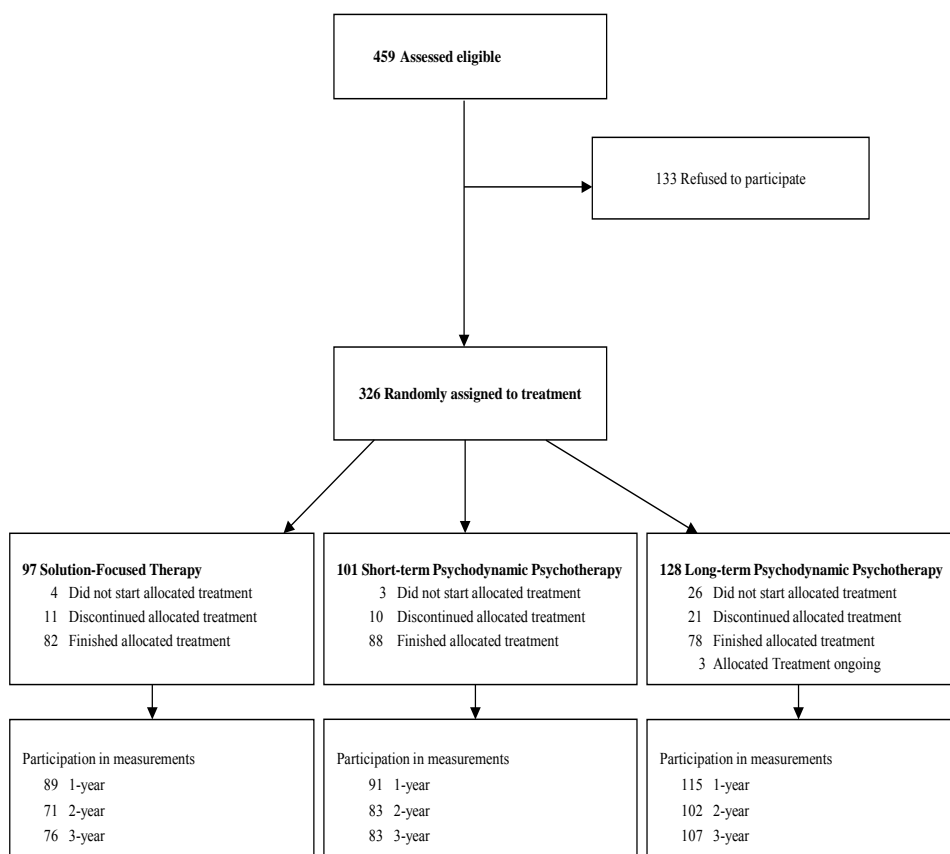 459 Assessed eligible
133 Refused to participate
326 Randomly assigned to treatment
97 Solution-Focused Therapy
4 Did not start allocated treatment
11 Discontinued allocated treatment
82 Finished allocated treatment
101 Short-term Psychodynamic Psychotherapy
3 Did not start allocated treatment
10 Discontinued allocated treatment
88 Finished allocated treatment
128 Long-term Psychodynamic Psychotherapy
26 Did not start allocated treatment
21 Discontinued allocated treatment
78 Finished allocated treatment
3 Allocated Treatment ongoing
Participation in measurements
89 1-year
71 2-year
76 3-year
Participation in measurements
91 1-year
83 2-year
83 3-year
Participation in measurements
115 1-year
102 2-year
107 3-year